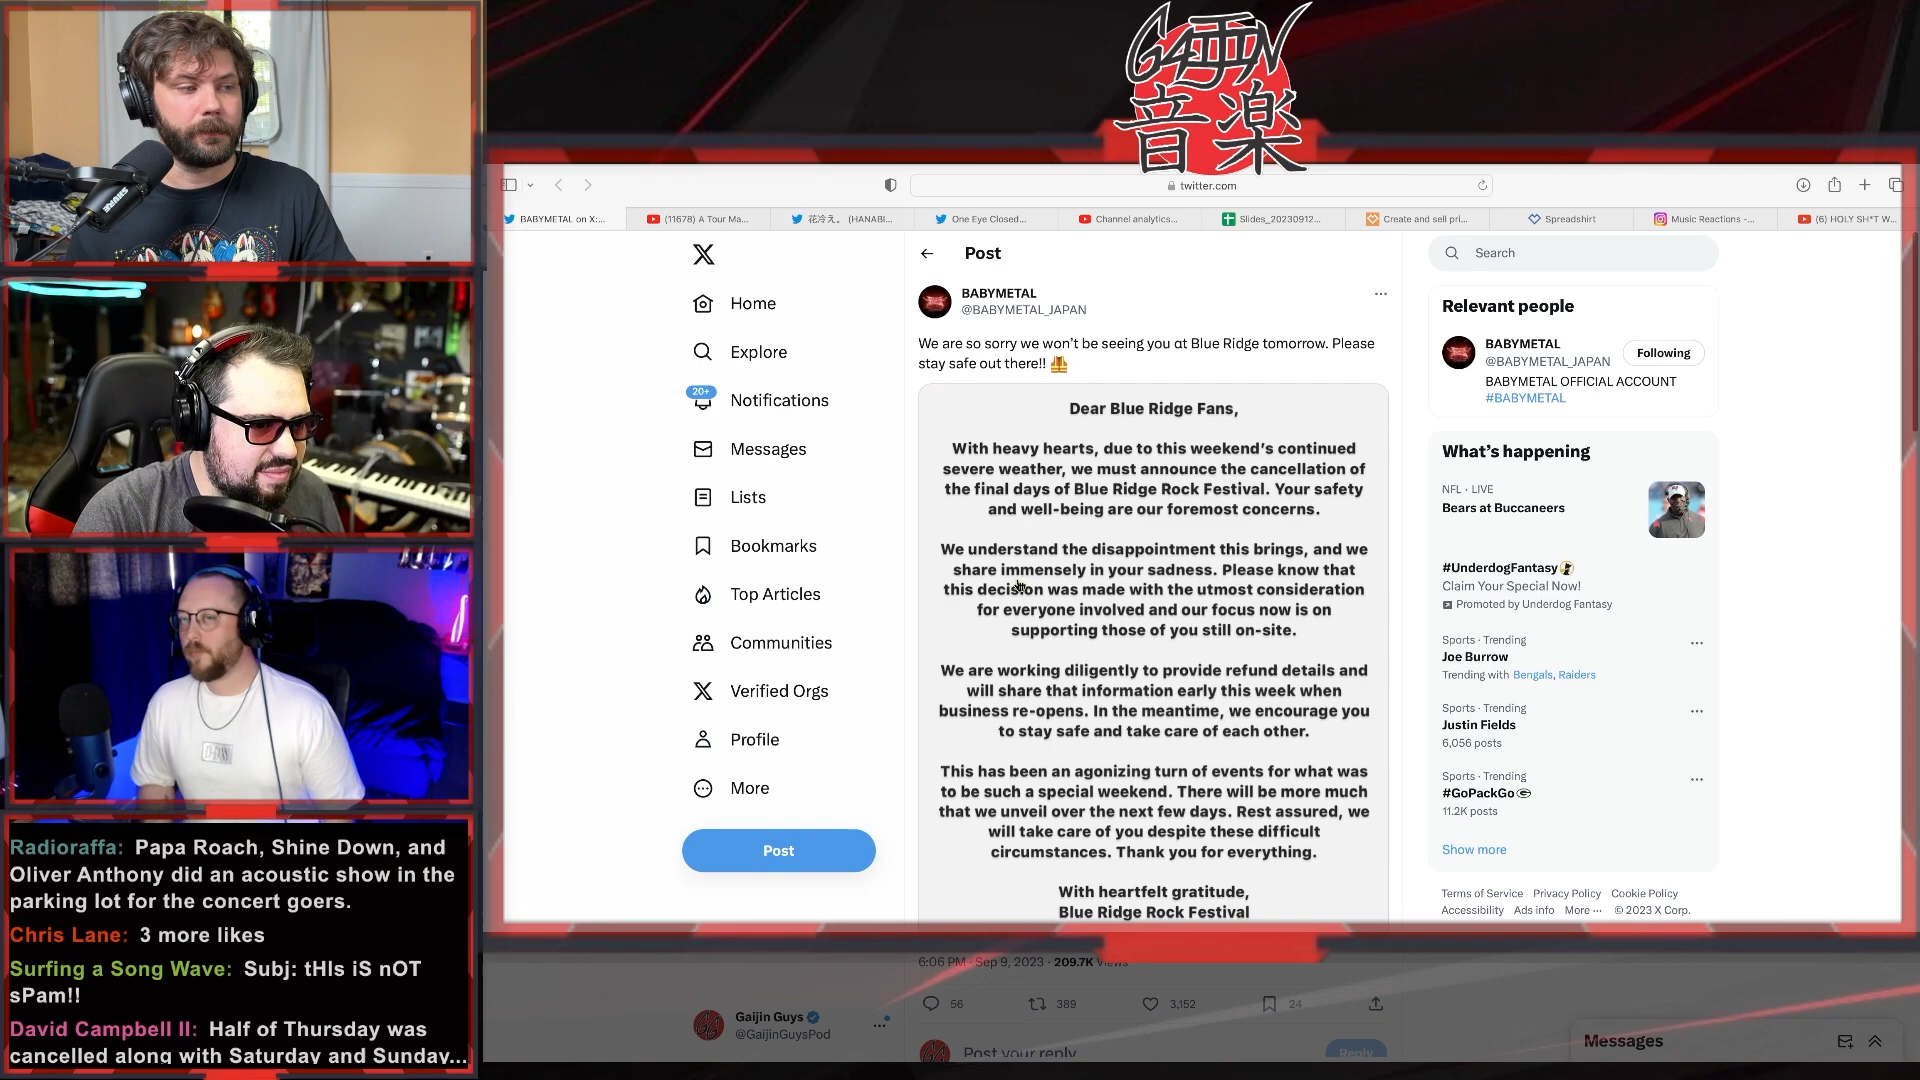 GAIJIN
音楽
SHURE
twitter.com
BABYMETAL on X:...
(11678) A Tour Ma...
花冷え。 (HANABI...
One Eye Closed...
Channel analytics...
Slides_20230912...
Create and sell pri...
Spreadshirt
Music Reactions -...
(6) HOLY SH*T W...
Home
Explore
20+
Notifications
Messages
Lists
Bookmarks
Top Articles
Communities
Verified Orgs
Profile
More
Post
Gaijin Guys
@GaijinGuysPod
Post
BABYMETAL
@BABYMETAL_JAPAN
We are so sorry we won't be seeing you at Blue Ridge tomorrow. Please
stay safe out there!!
Dear Blue Ridge Fans,
With heavy hearts, due to this weekend's continued
severe weather, we must announce the cancellation of
the final days of Blue Ridge Rock Festival. Your safety
and well-being are our foremost concerns.
We understand the disappointment this brings, and we
share immensely in your sadness. Please know that
this decision was made with the utmost consideration
for everyone involved and our focus now is on
supporting those of you still on-site.
We are working diligently to provide refund details and
will share that information early this week when
business re-opens. In the meantime, we encourage you
to stay safe and take care of each other.
This has been an agonizing turn of events for what was
to be such a special weekend. There will be more much
that we unveil over the next few days. Rest assured, we
will take care of you despite these difficult
circumstances. Thank you for everything.
With heartfelt gratitude,
Blue Ridge Rock Festival
6:06 PM · Sep 9, 2023 · 209.7K Views
56
389
3,152
24
Post your reply
Reply
Search
Relevant people
BABYMETAL
@BABYMETAL_JAPAN
Following
BABYMETAL OFFICIAL ACCOUNT
#BABYMETAL
What's happening
NFL · LIVE
Bears at Buccaneers
#UnderdogFantasy
Claim Your Special Now!
Promoted by Underdog Fantasy
Sports · Trending
Joe Burrow
Trending with Bengals, Raiders
Sports · Trending
Justin Fields
6,056 posts
Sports · Trending
#GoPackGo
11.2K posts
Show more
Terms of Service Privacy Policy Cookie Policy
Accessibility Ads info More ··· © 2023 X Corp.
Messages
Radioraffa: Papa Roach, Shine Down, and
Oliver Anthony did an acoustic show in the
parking lot for the concert goers.
Chris Lane: 3 more likes
Surfing a Song Wave: Subj: tHIs iS nOT
sPam!!
David Campbell II: Half of Thursday was
cancelled along with Saturday and Sunday...